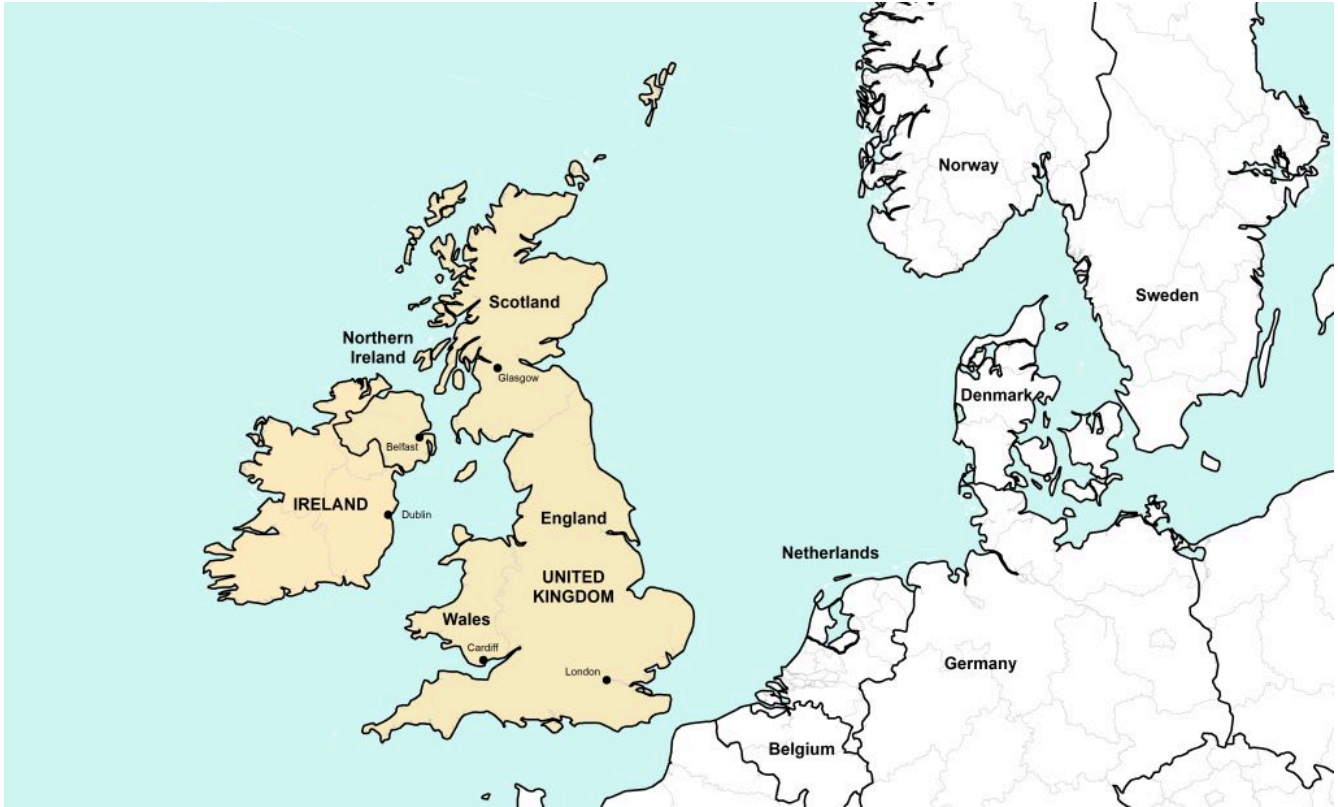 Norway
Sweden
Scotland
Northern
Ireland
Glasgow
Denmark
Belfast
IRELAND
Dublin
England
Netherlands
UNITED
KINGDOM
Wales
Cardiff
London
Germany
Belgium